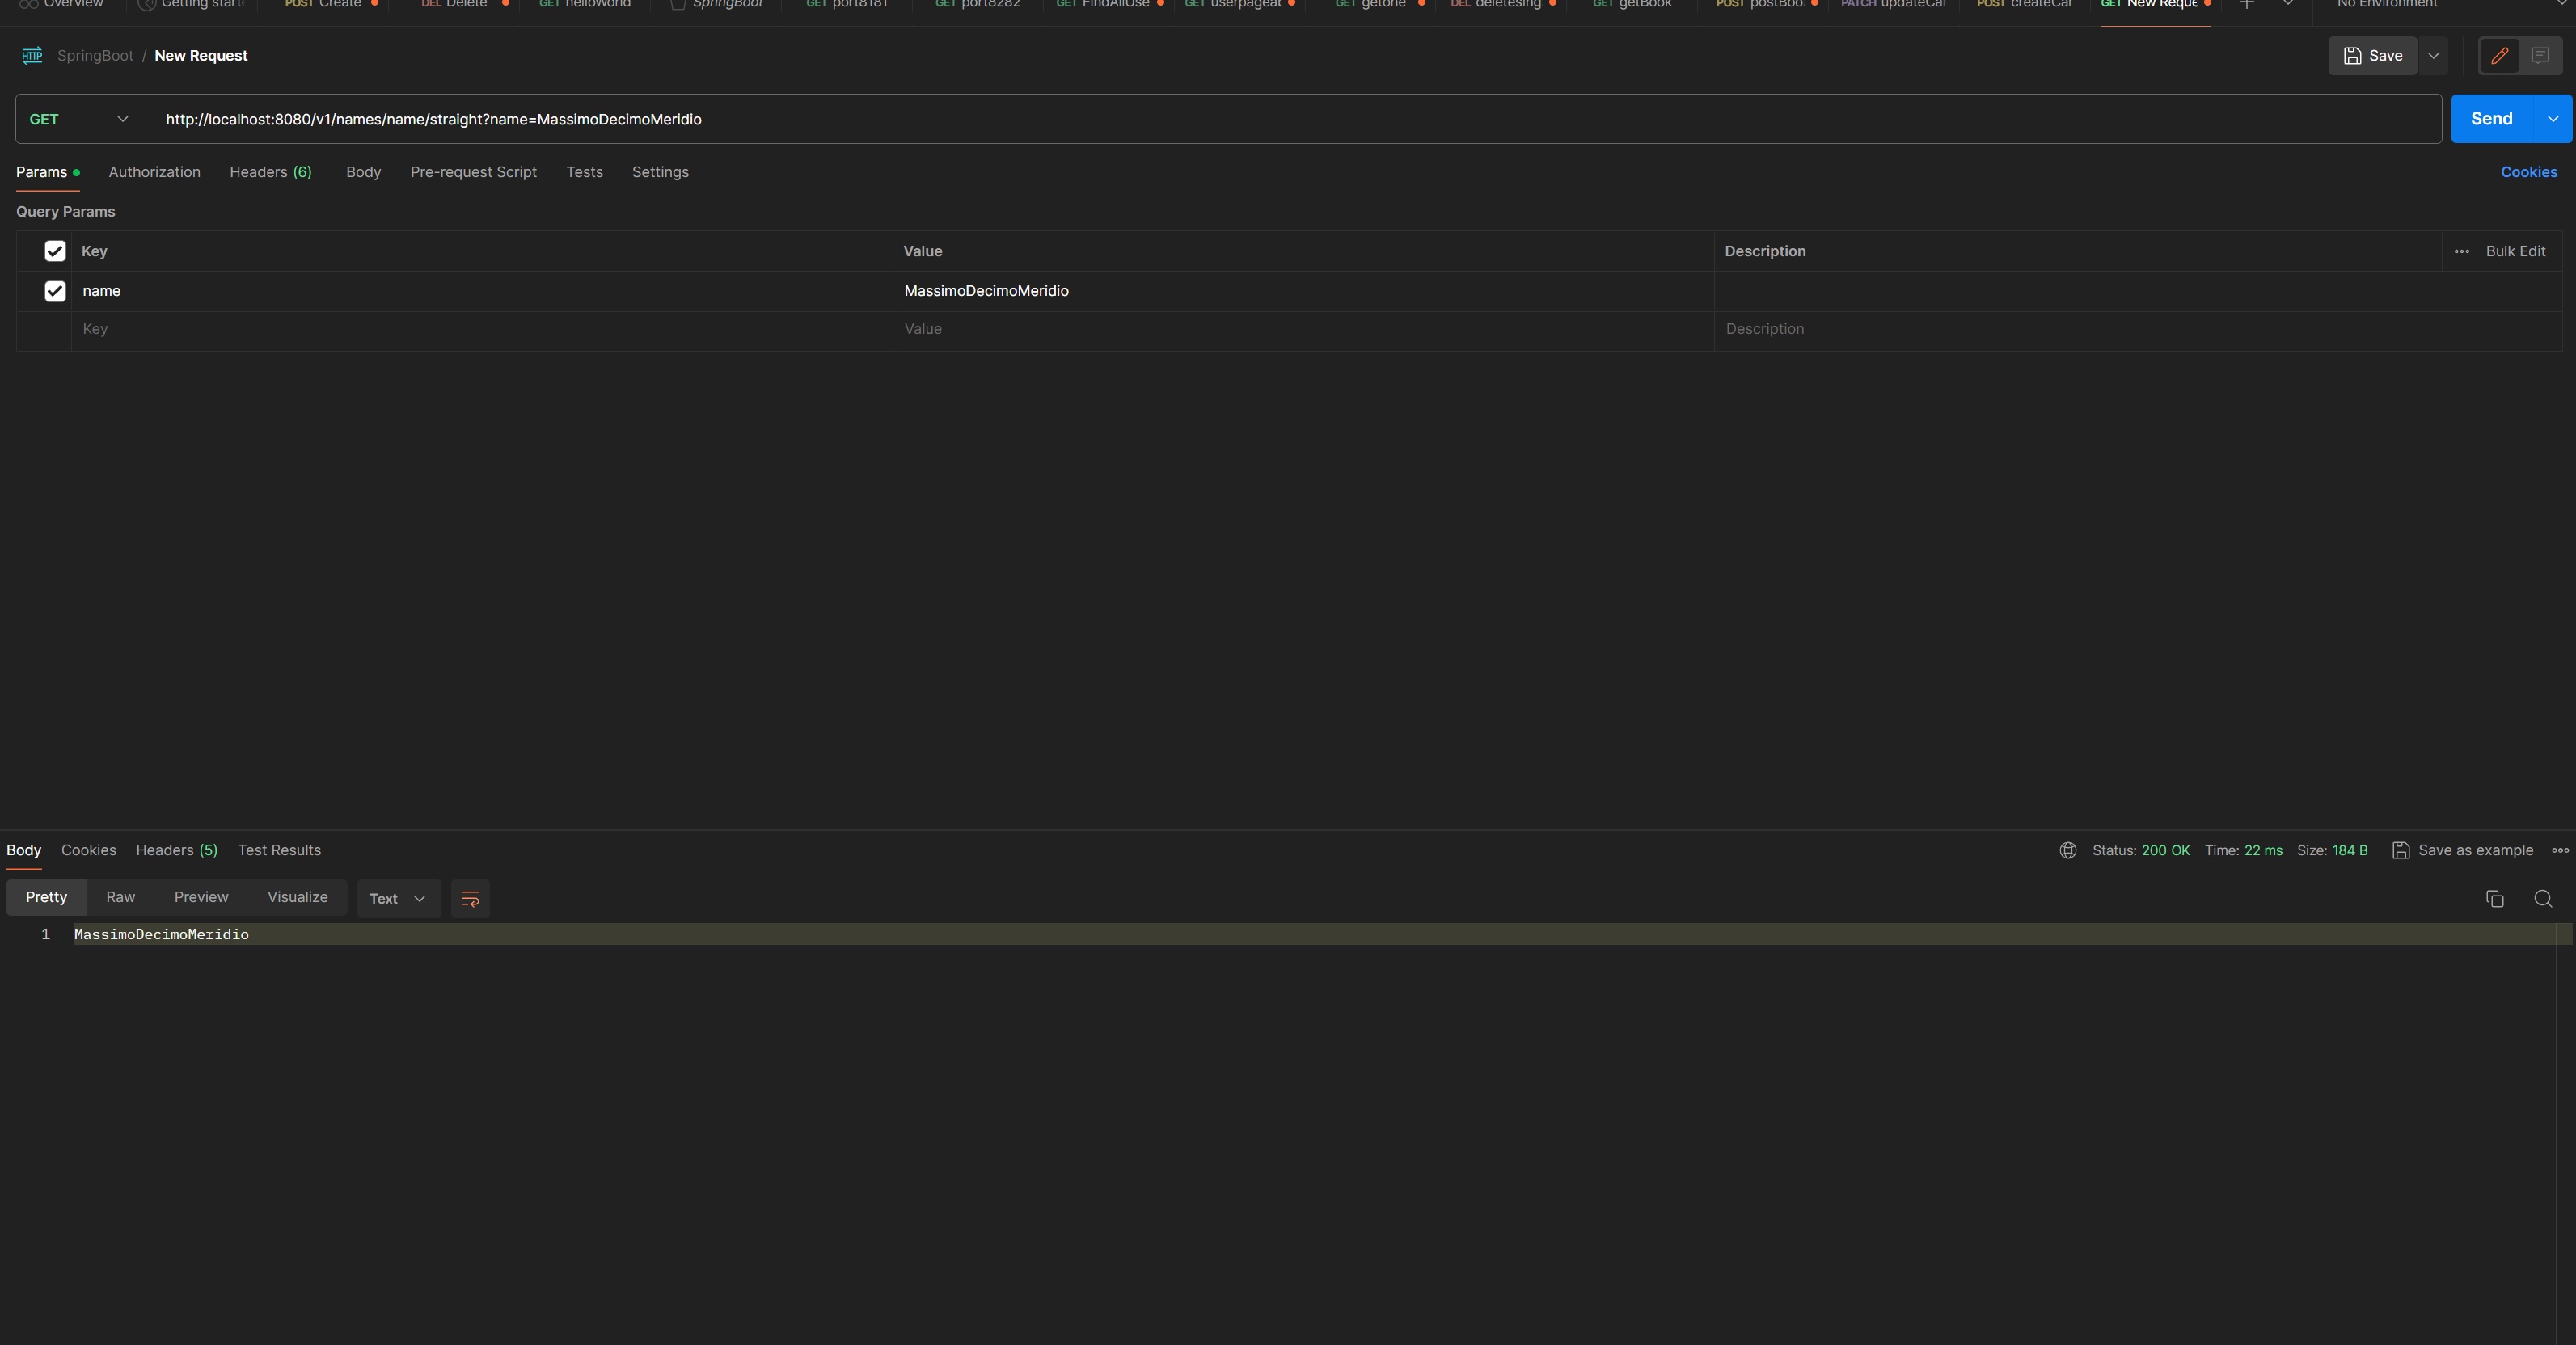 Overview Getting start POST Create DEL Delete GET helloWorld SpringBoot GET port8181 GET port8282 GET FindAllUse GET userpageab GET getone DEL deletesing GET getBook POST postBoo PATCH updateCar POST createCar GET New Reque No Environment
HTTP SpringBoot / New Request Save
GET http://localhost:8080/v1/names/name/straight?name=MassimoDecimoMeridio Send
Params Authorization Headers (6) Body Pre-request Script Tests Settings Cookies
Query Params
Key Value Description Bulk Edit
name MassimoDecimoMeridio
Key Value Description
Body Cookies Headers (5) Test Results Status: 200 OK Time: 22 ms Size: 184 B Save as example
Pretty Raw Preview Visualize Text
1 MassimoDecimoMeridio